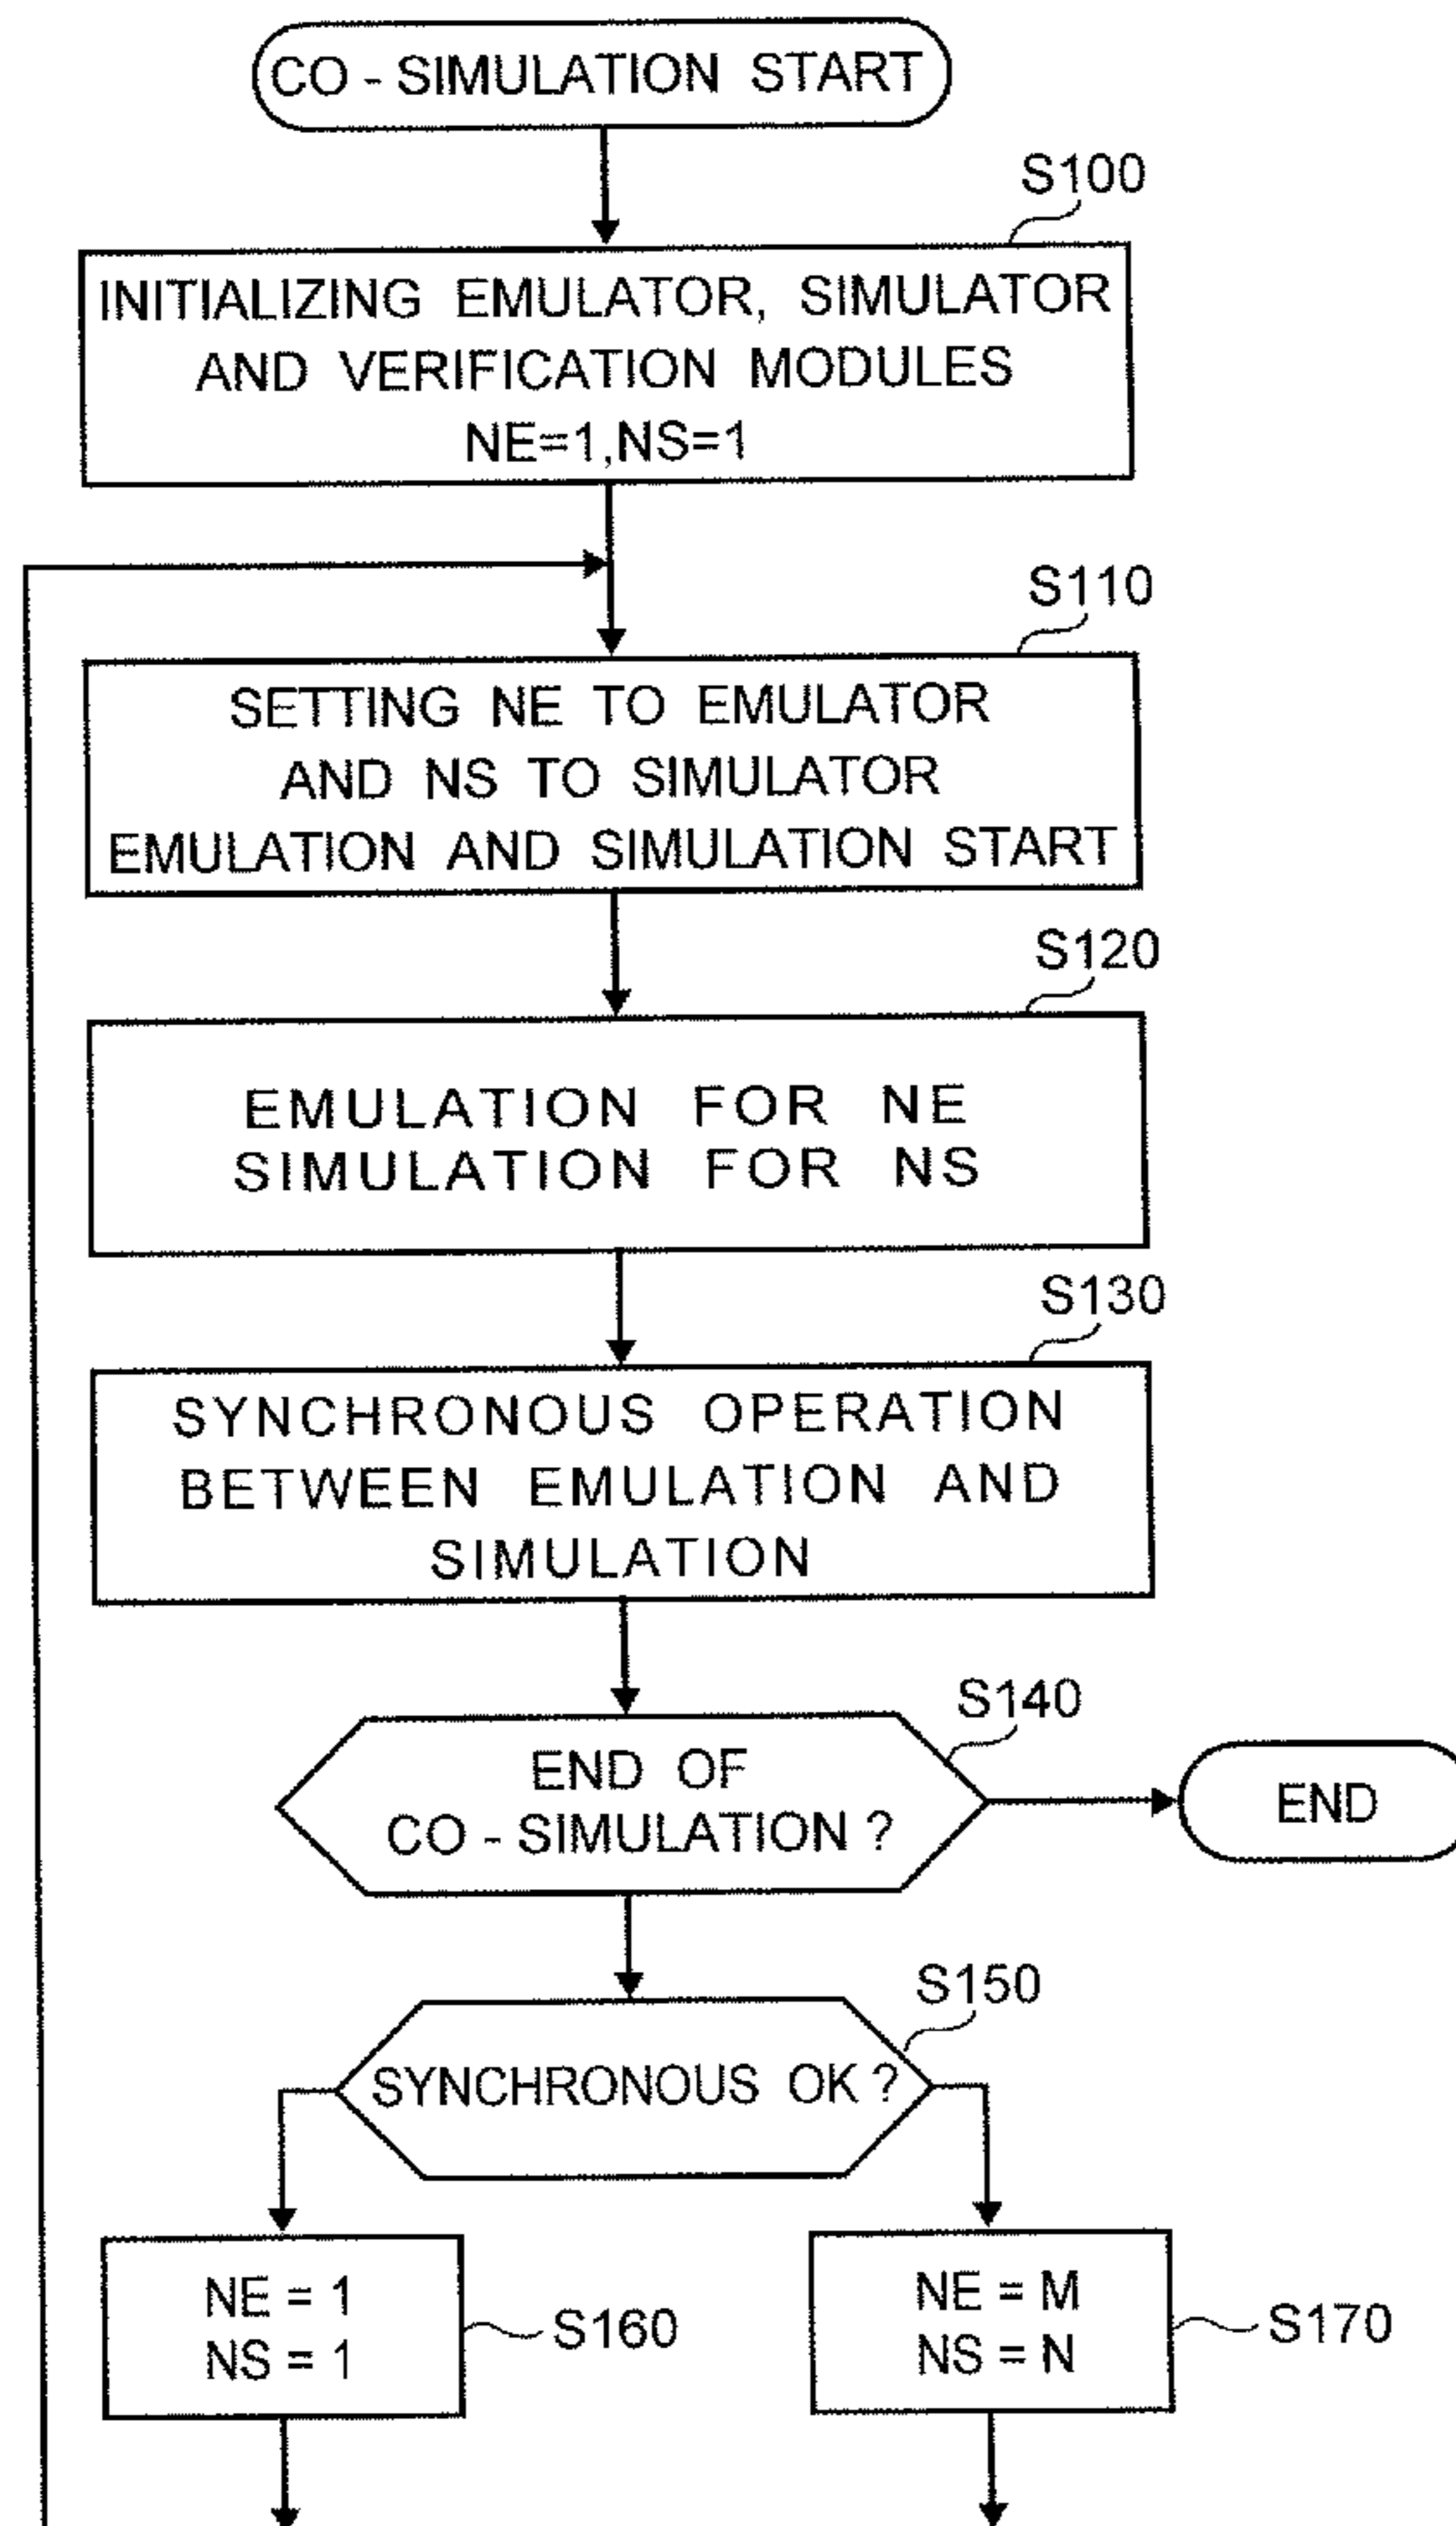 CO - SIMULATION START
S100
INITIALIZING EMULATOR, SIMULATOR
AND VERIFICATION MODULES
NE=1,NS=1
S110
SETTING NE TO EMULATOR
AND NS TO SIMULATOR
EMULATION AND SIMULATION START
S120
EMULATION FOR NE
SIMULATION FOR NS
S130
SYNCHRONOUS OPERATION
BETWEEN EMULATION AND
SIMULATION
S140
END OF
CO - SIMULATION ?
END
S150
SYNCHRONOUS OK ?
NE = 1
NS = 1
S160
NE = M
NS = N
S170